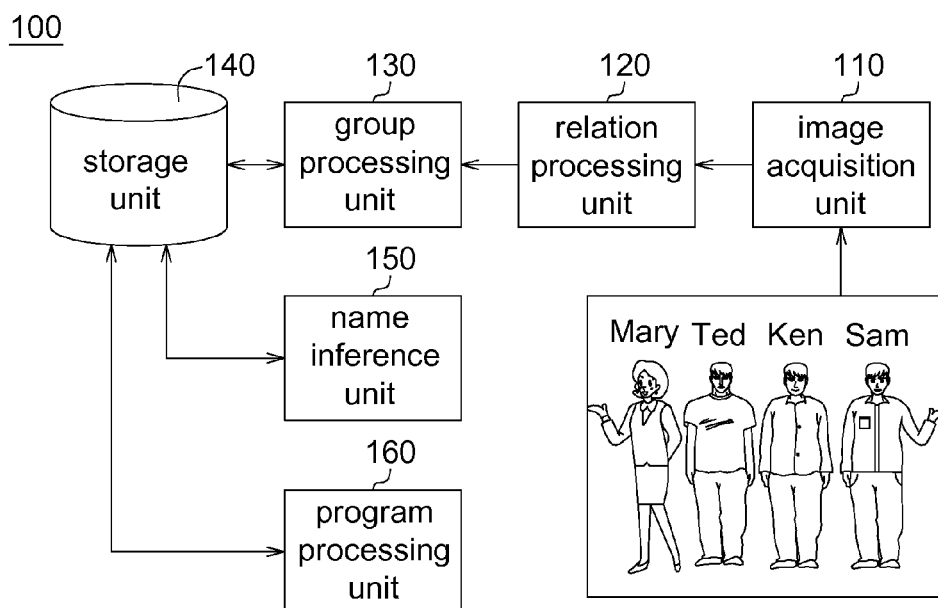 100
140
130
120
110
storage
unit
group
processing
unit
relation
processing
unit
image
acquisition
unit
150
name
inference
unit
Mary Ted Ken Sam
160
program
processing
unit